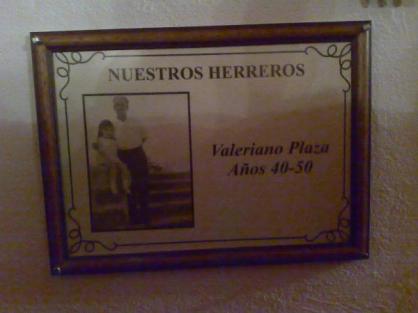 NUESTROS HERREROS
Valeriano Plaza
Años 40-50